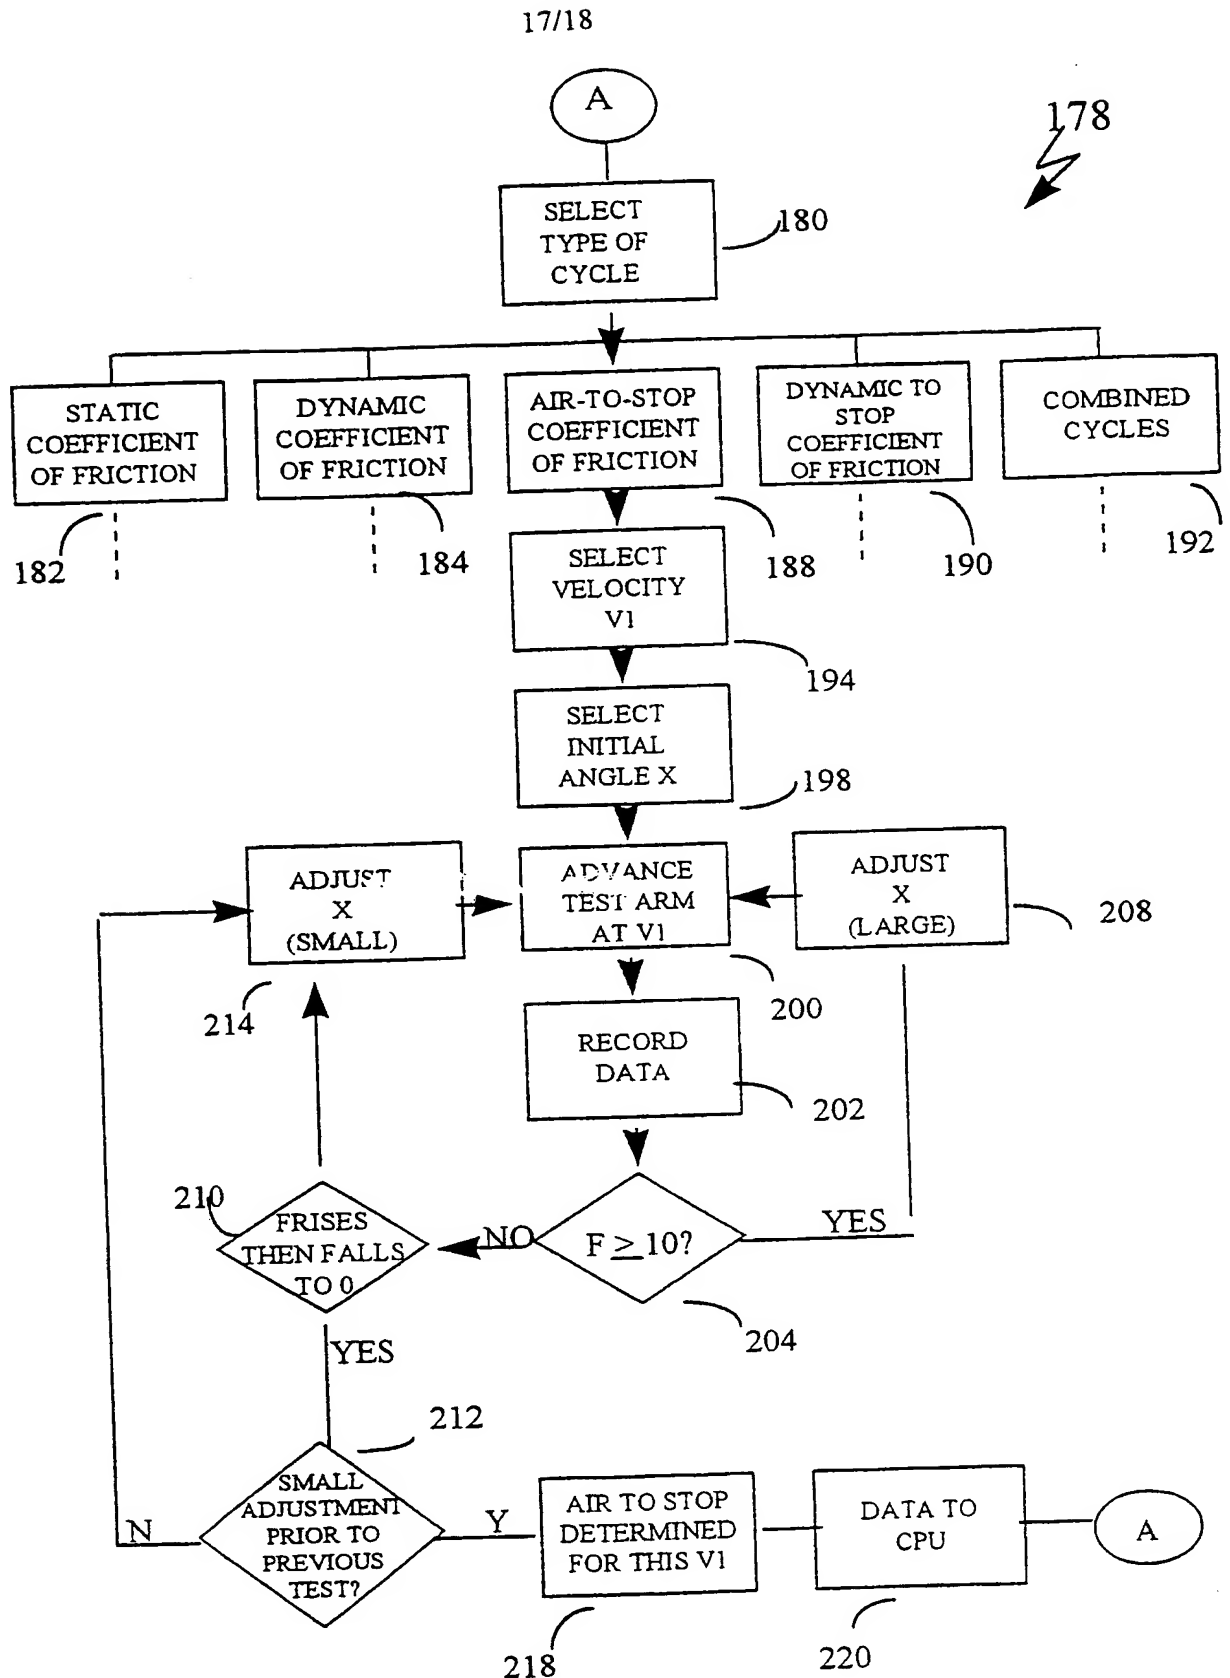 17/18
A
178
SELECT
TYPE OF
CYCLE
180
STATIC
COEFFICIENT
OF FRICTION
DYNAMIC
COEFFICIENT
OF FRICTION
AIR-TO-STOP
COEFFICIENT
OF FRICTION
DYNAMIC TO
STOP
COEFFICIENT
OF FRICTION
COMBINED
CYCLES
182
184
188
190
192
SELECT
VELOCITY
V1
194
SELECT
INITIAL
ANGLE X
198
ADJUST
X
(SMALL)
214
ADVANCE
TEST ARM
AT V1
200
ADJUST
X
(LARGE)
208
RECORD
DATA
202
210
FRISES
THEN FALLS
TO 0
NO
F ≥ 10?
YES
204
YES
212
SMALL
ADJUSTMENT
PRIOR TO
PREVIOUS
TEST?
N
Y
AIR TO STOP
DETERMINED
FOR THIS V1
218
DATA TO
CPU
220
A